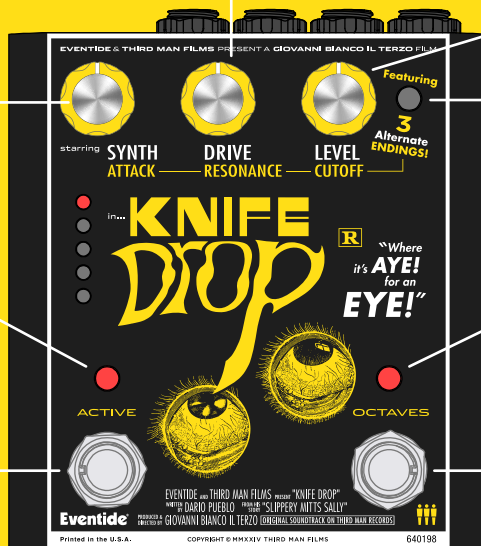 EVENTIDE & THIRD MAN FILMS PRESENT A GIOVANNI BIANCO IL TERZO FILM
Featuring
3
Alternate
ENDINGS!
starring SYNTH DRIVE LEVEL
ATTACK RESONANCE CUTOFF
in... KNIFE
DROP
R
"Where
it's AYE!
for an
EYE!"
ACTIVE
OCTAVES
EVENTIDE AND THIRD MAN FILMS PRESENT "KNIFE DROP"
WRITTEN BY DARIO PUEBLO FROM HIS STORY "SLIPPERY MITTS SALLY"
PRODUCED & DIRECTED BY GIOVANNI BIANCO IL TERZO ORIGINAL SOUNDTRACK ON THIRD MAN RECORDS
Eventide®
Printed in the U.S.A. COPYRIGHT © MMXXIV THIRD MAN FILMS 640198